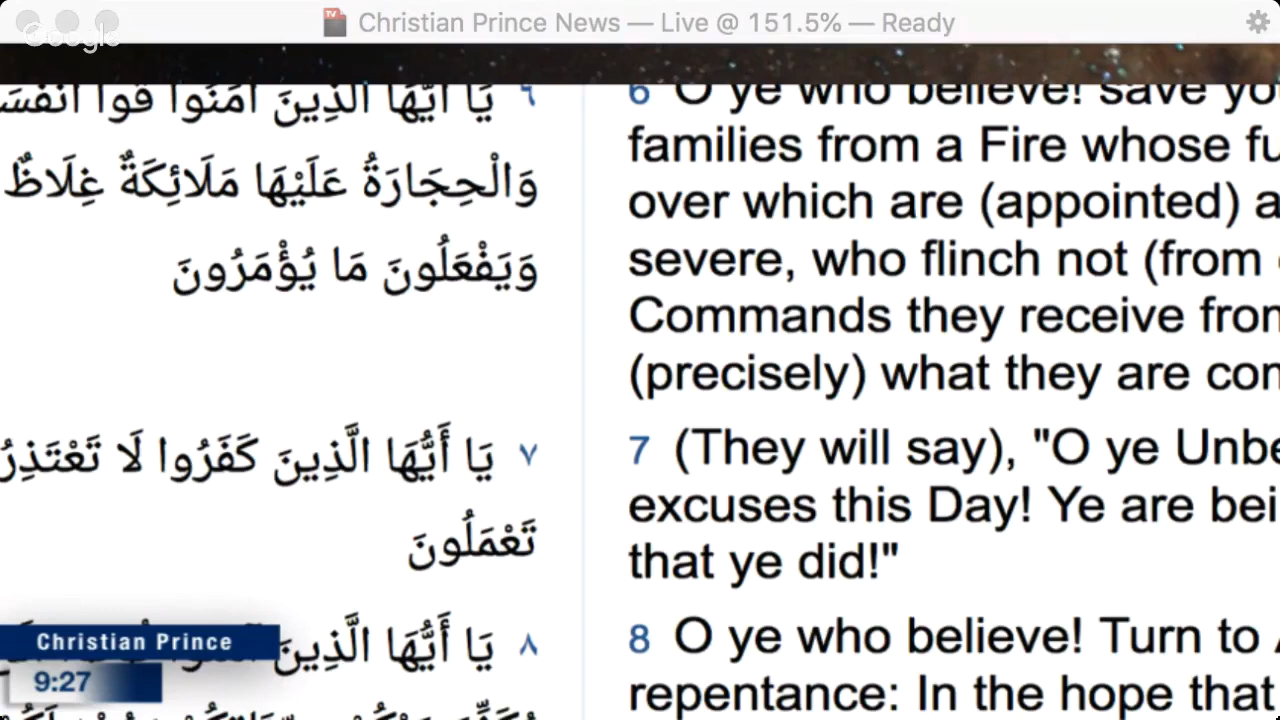 Christian Prince News — Live @ 151.5% — Ready
Google
٦ يَا أَيُّهَا الَّذِينَ آمَنُوا قُوا
وَالْحِجَارَةُ عَلَيْهَا مَلَائِكَةٌ غِلَاظٌ
وَيَفْعَلُونَ مَا يُؤْمَرُونَ
٧ يَا أَيُّهَا الَّذِينَ كَفَرُوا لَا تَعْتَذِرُ
تَعْمَلُونَ
٨ يَا أَيُّهَا الَّذِينَ
6 O ye who believe! save yo
families from a Fire whose fu
over which are (appointed) a
severe, who flinch not (from
Commands they receive from
(precisely) what they are con
7 (They will say), "O ye Unbe
excuses this Day! Ye are bei
that ye did!"
8 O ye who believe! Turn to
repentance: In the hope that
Christian Prince
9:27